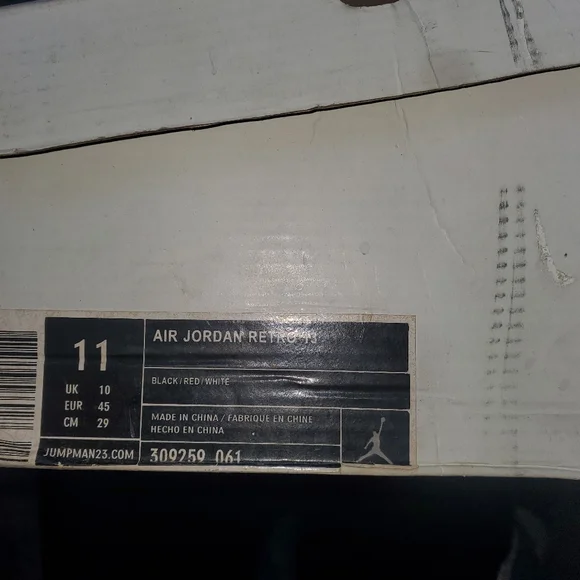 11
UK 10
EUR 45
CM 29
JUMPMAN23.COM
AIR JORDAN RETRO 13
BLACK/RED/WHITE
MADE IN CHINA / FABRIQUE EN CHINE
HECHO EN CHINA
309259 061